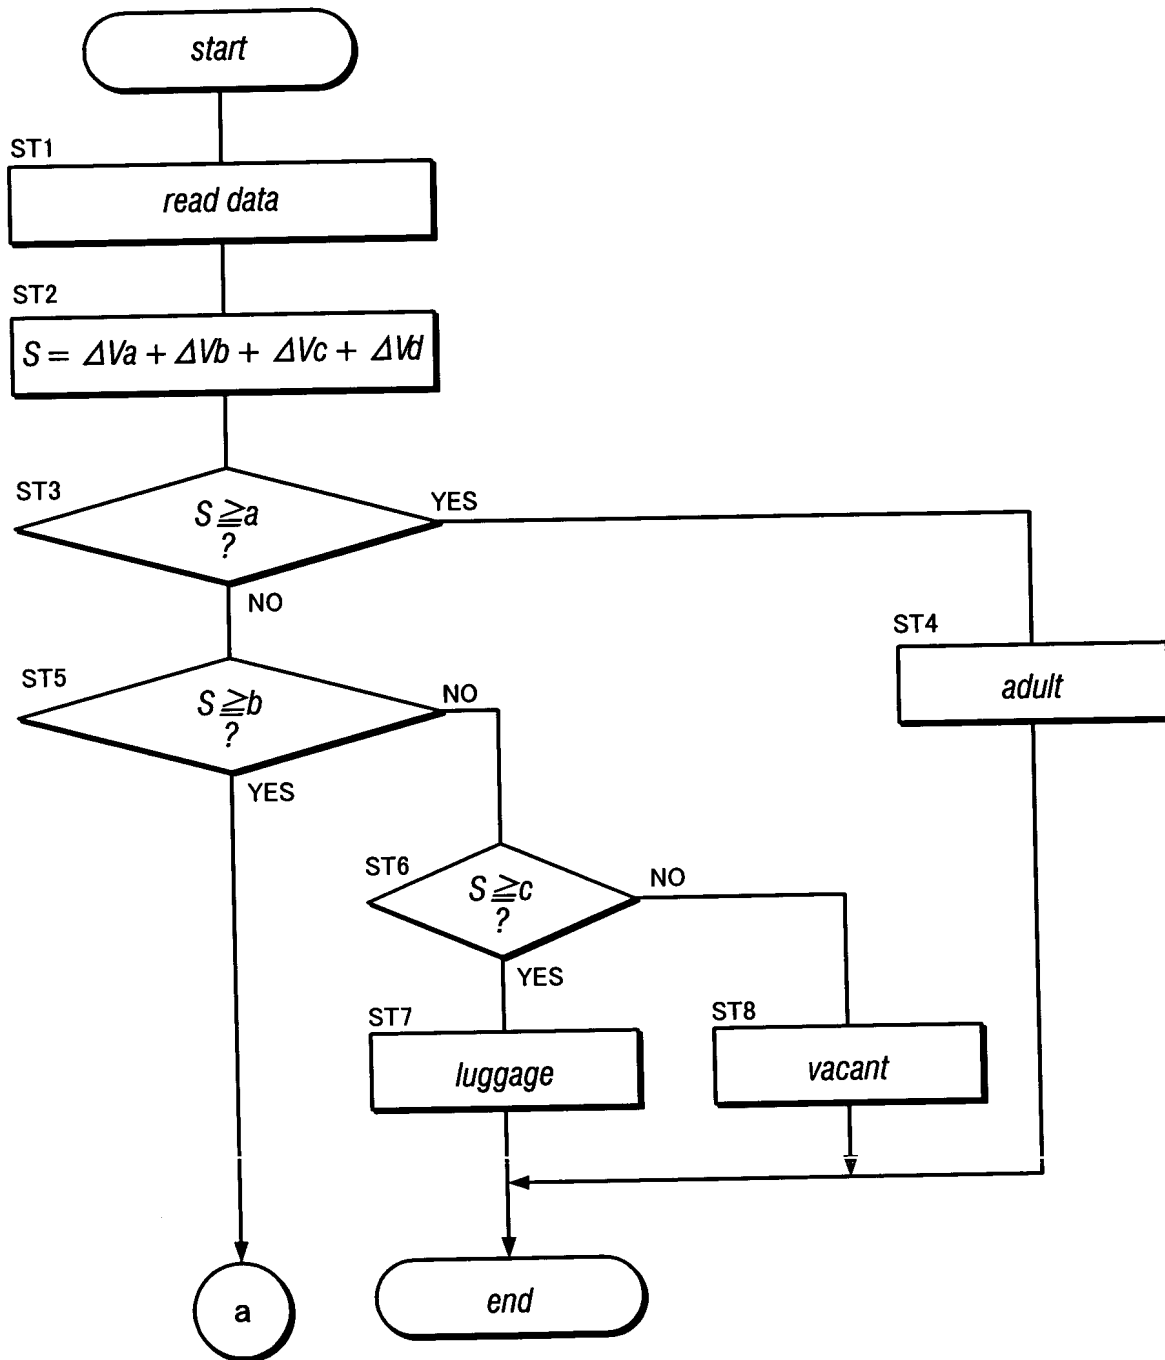 start
ST1
read data
ST2
S = ΔVa + ΔVb + ΔVc + ΔVd
ST3
S ≧ a
?
YES
NO
ST4
adult
ST5
S ≧ b
?
NO
YES
ST6
S ≧ c
?
NO
YES
ST7
luggage
ST8
vacant
a
end